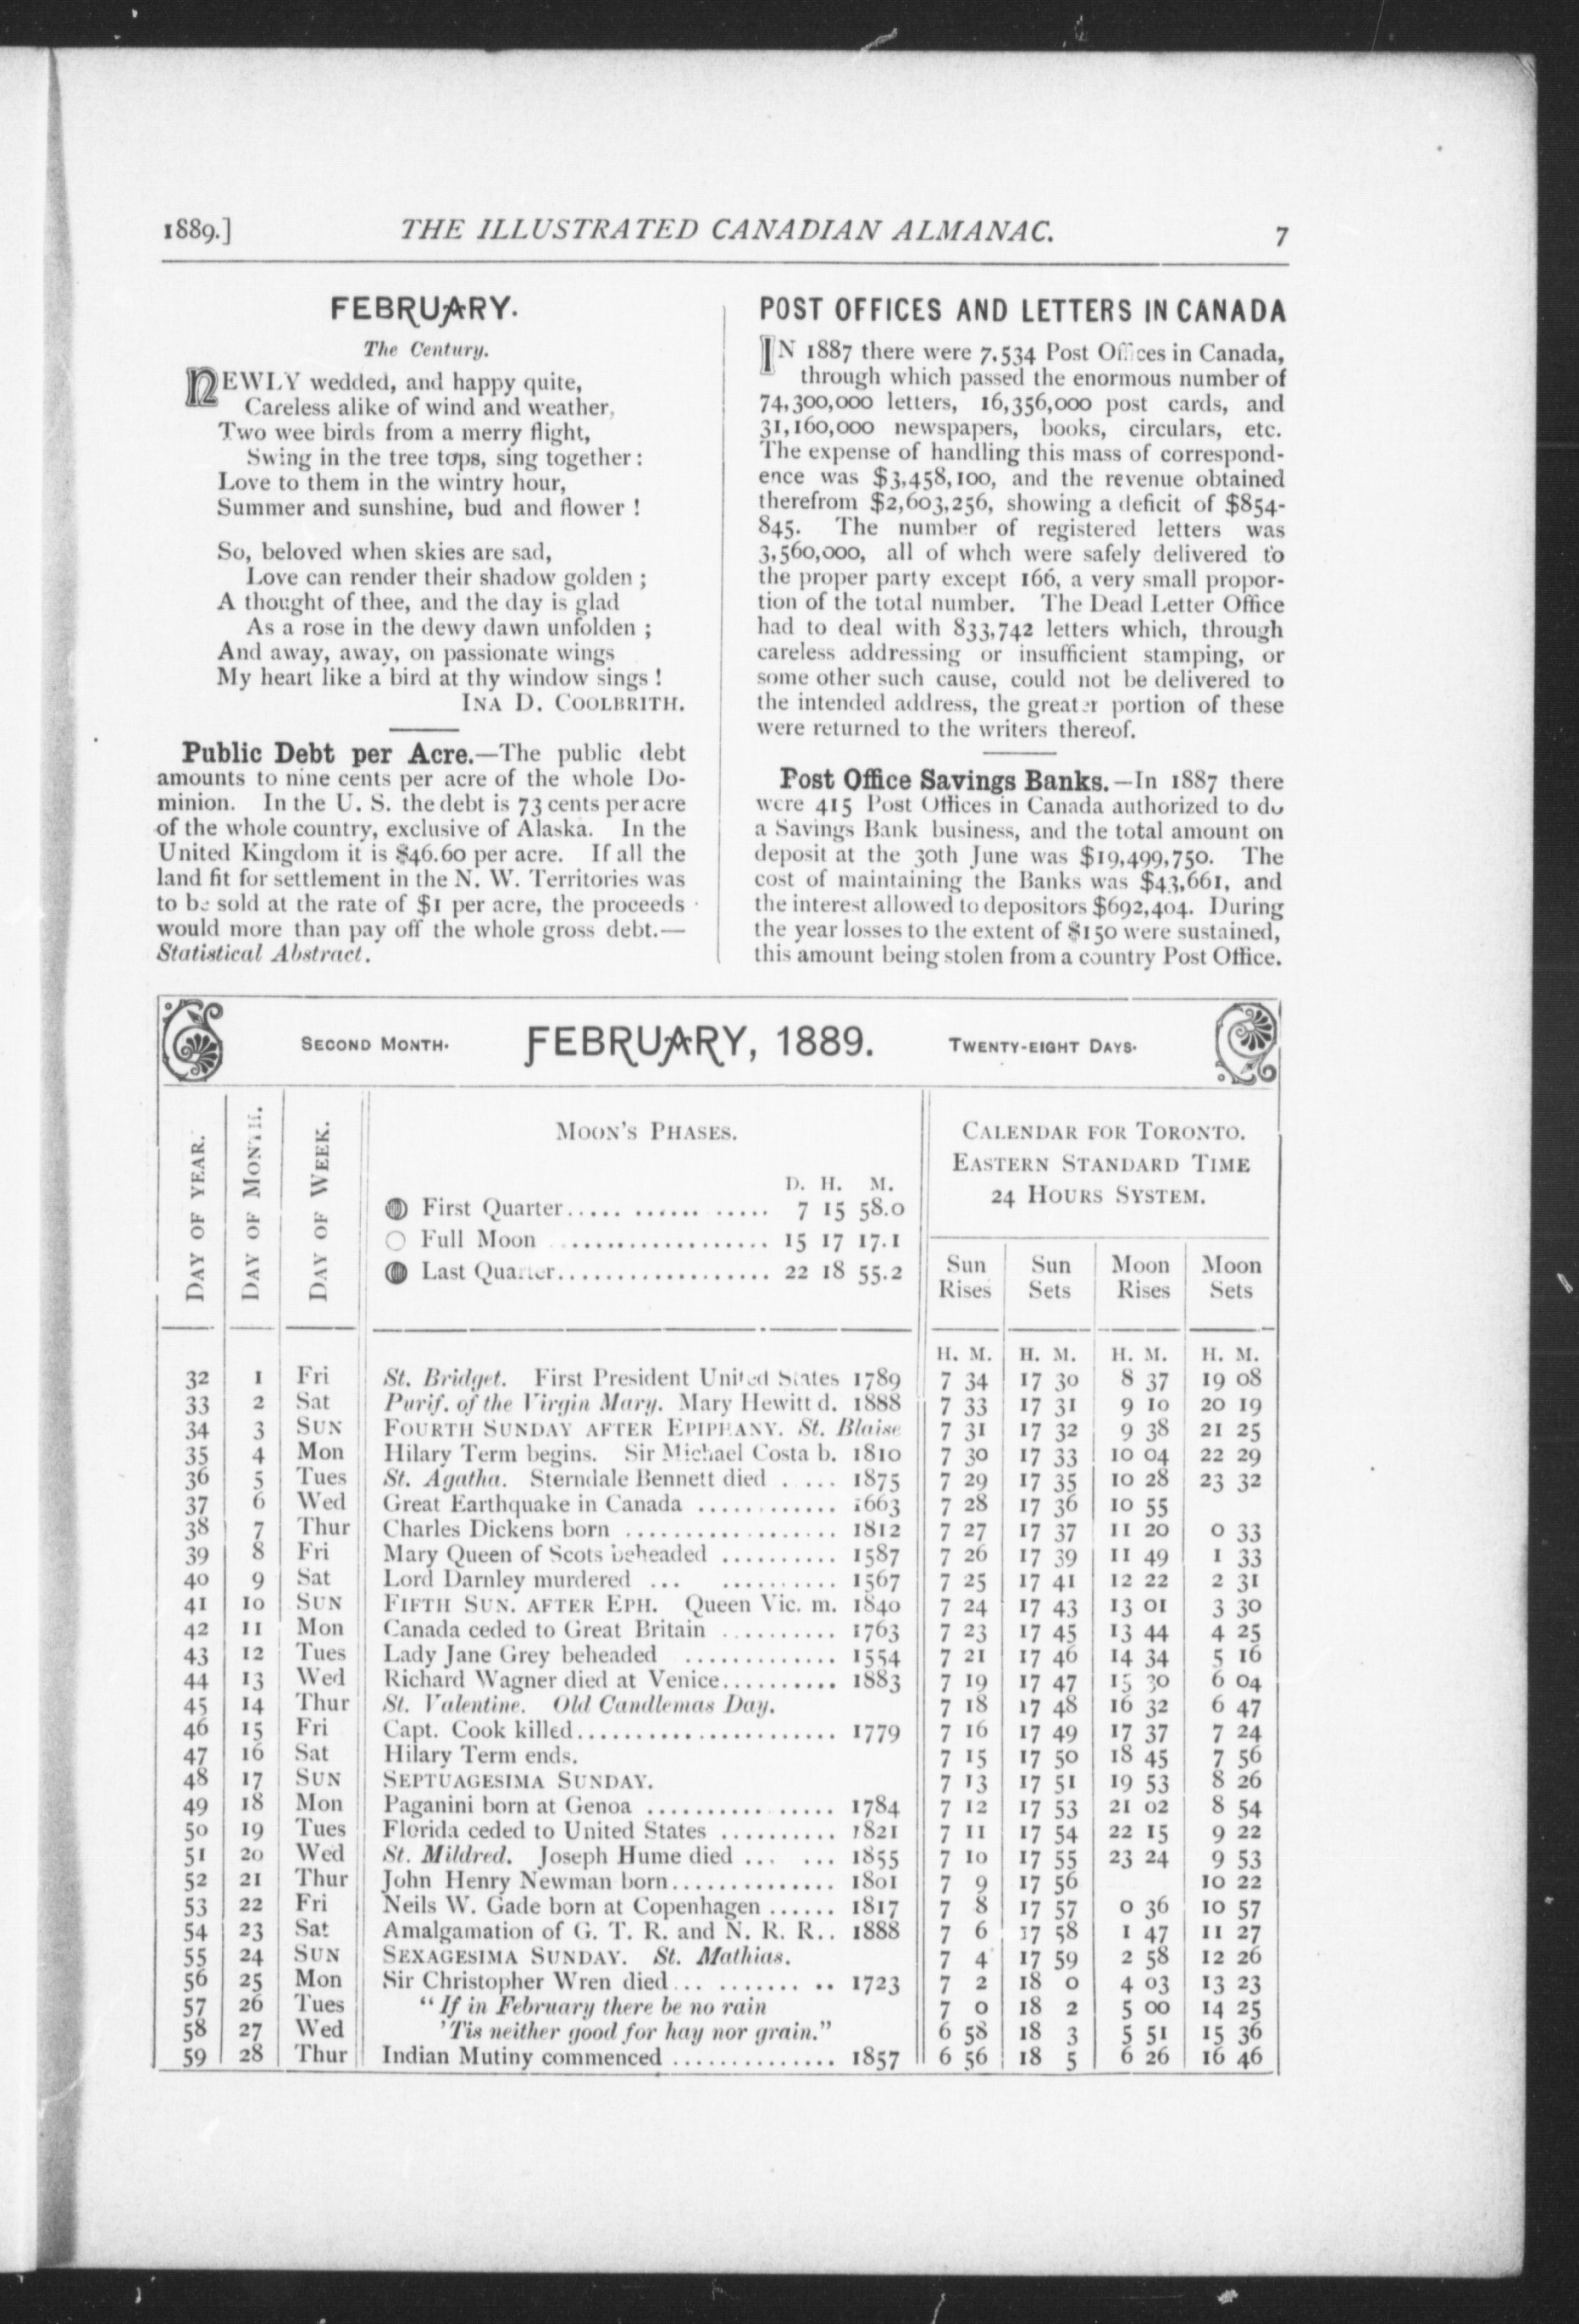 1889.] THE ILLUSTRATED CANADIAN ALMANAC. 7
FEBRUARY.
The Century.
NEWLY wedded, and happy quite,
Careless alike of wind and weather,
Two wee birds from a merry flight,
Swing in the tree tops, sing together :
Love to them in the wintry hour,
Summer and sunshine, bud and flower !
So, beloved when skies are sad,
Love can render their shadow golden ;
A thought of thee, and the day is glad
As a rose in the dewy dawn unfolden ;
And away, away, on passionate wings
My heart like a bird at thy window sings !
INA D. COOLBRITH.
Public Debt per Acre.—The public debt
amounts to nine cents per acre of the whole Do-
minion. In the U. S. the debt is 73 cents per acre
of the whole country, exclusive of Alaska. In the
United Kingdom it is $46.60 per acre. If all the
land fit for settlement in the N. W. Territories was
to be sold at the rate of $1 per acre, the proceeds
would more than pay off the whole gross debt.—
Statistical Abstract.
POST OFFICES AND LETTERS IN CANADA
IN 1887 there were 7,534 Post Offices in Canada,
through which passed the enormous number of
74,300,000 letters, 16,356,000 post cards, and
31,160,000 newspapers, books, circulars, etc.
The expense of handling this mass of correspond-
ence was $3,458,100, and the revenue obtained
therefrom $2,603,256, showing a deficit of $854-
845. The number of registered letters was
3,560,000, all of whch were safely delivered to
the proper party except 166, a very small propor-
tion of the total number. The Dead Letter Office
had to deal with 833,742 letters which, through
careless addressing or insufficient stamping, or
some other such cause, could not be delivered to
the intended address, the greater portion of these
were returned to the writers thereof.
Post Office Savings Banks.—In 1887 there
were 415 Post Offices in Canada authorized to do
a Savings Bank business, and the total amount on
deposit at the 30th June was $19,499,750. The
cost of maintaining the Banks was $43,661, and
the interest allowed to depositors $692,404. During
the year losses to the extent of $150 were sustained,
this amount being stolen from a country Post Office.
SECOND MONTH. FEBRUARY, 1889. TWENTY-EIGHT DAYS.
DAY OF YEAR.
DAY OF MONTH.
DAY OF WEEK.
MOON'S PHASES.
D. H. M.
First Quarter..... ...... ..... 7 15 58.0
Full Moon ................... 15 17 17.1
Last Quarter.................. 22 18 55.2
CALENDAR FOR TORONTO.
EASTERN STANDARD TIME
24 HOURS SYSTEM.
Sun Rises
Sun Sets
Moon Rises
Moon Sets
H. M. H. M. H. M. H. M.
32 1 Fri St. Bridget. First President United States 1789 7 34 17 30 8 37 19 08
33 2 Sat Purif. of the Virgin Mary. Mary Hewitt d. 1888 7 33 17 31 9 10 20 19
34 3 SUN FOURTH SUNDAY AFTER EPIPHANY. St. Blaise 7 31 17 32 9 38 21 25
35 4 Mon Hilary Term begins. Sir Michael Costa b. 1810 7 30 17 33 10 04 22 29
36 5 Tues St. Agatha. Sterndale Bennett died . ... 1875 7 29 17 35 10 28 23 32
37 6 Wed Great Earthquake in Canada ............ 1663 7 28 17 36 10 55
38 7 Thur Charles Dickens born .................. 1812 7 27 17 37 11 20 0 33
39 8 Fri Mary Queen of Scots beheaded .......... 1587 7 26 17 39 11 49 1 33
40 9 Sat Lord Darnley murdered ... .......... 1567 7 25 17 41 12 22 2 31
41 10 SUN FIFTH SUN. AFTER EPH. Queen Vic. m. 1840 7 24 17 43 13 01 3 30
42 11 Mon Canada ceded to Great Britain .......... 1763 7 23 17 45 13 44 4 25
43 12 Tues Lady Jane Grey beheaded ............. 1554 7 21 17 46 14 34 5 16
44 13 Wed Richard Wagner died at Venice.......... 1883 7 19 17 47 15 30 6 04
45 14 Thur St. Valentine. Old Candlemas Day. 7 18 17 48 16 32 6 47
46 15 Fri Capt. Cook killed...................... 1779 7 16 17 49 17 37 7 24
47 16 Sat Hilary Term ends. 7 15 17 50 18 45 7 56
48 17 SUN SEPTUAGESIMA SUNDAY. 7 13 17 51 19 53 8 26
49 18 Mon Paganini born at Genoa .......... ..... 1784 7 12 17 53 21 02 8 54
50 19 Tues Florida ceded to United States .......... 1821 7 11 17 54 22 15 9 22
51 20 Wed St. Mildred. Joseph Hume died ... ... 1855 7 10 17 55 23 24 9 53
52 21 Thur John Henry Newman born.............. 1801 7 9 17 56 10 22
53 22 Fri Neils W. Gade born at Copenhagen ...... 1817 7 8 17 57 0 36 10 57
54 23 Sat Amalgamation of G. T. R. and N. R. R.. 1888 7 6 17 58 1 47 11 27
55 24 SUN SEXAGESIMA SUNDAY. St. Mathias. 7 4 17 59 2 58 12 26
56 25 Mon Sir Christopher Wren died... ......... .. 1723 7 2 18 0 4 03 13 23
57 26 Tues "If in February there be no rain 7 0 18 2 5 00 14 25
58 27 Wed 'Tis neither good for hay nor grain." 6 58 18 3 5 51 15 36
59 28 Thur Indian Mutiny commenced .............. 1857 6 56 18 5 6 26 16 46